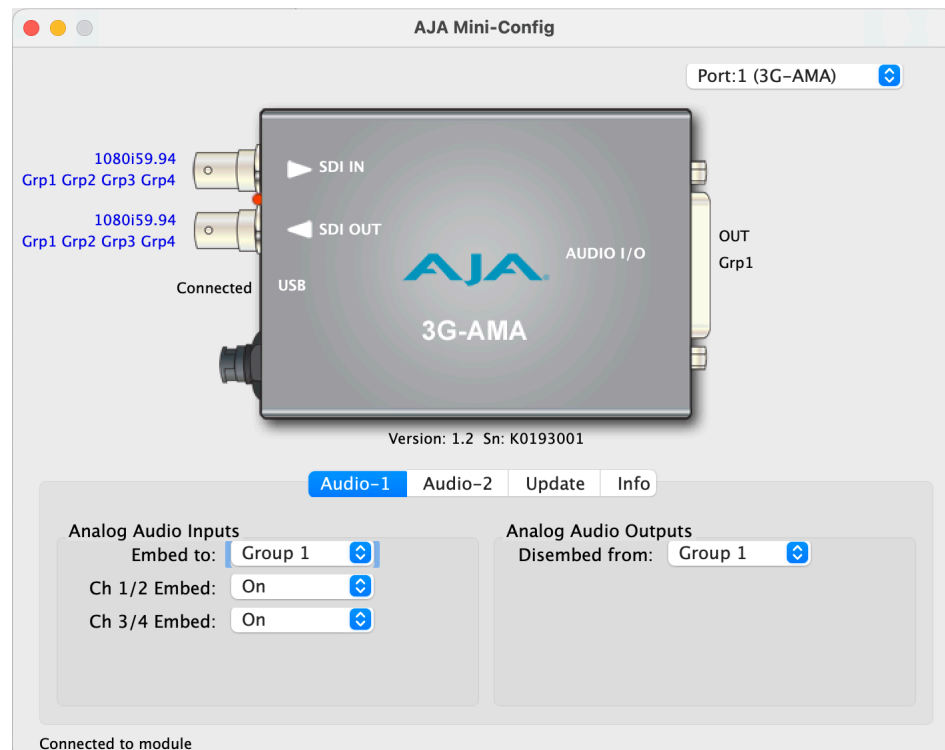 AJA Mini-Config
Port:1 (3G-AMA)
1080i59.94
Grp1 Grp2 Grp3 Grp4
SDI IN
1080i59.94
Grp1 Grp2 Grp3 Grp4
SDI OUT
AUDIO I/O
OUT
Grp1
Connected
USB
AJA
3G-AMA
Version: 1.2 Sn: K0193001
Audio-1 Audio-2 Update Info
Analog Audio Inputs
Embed to: Group 1
Ch 1/2 Embed: On
Ch 3/4 Embed: On
Analog Audio Outputs
Disembed from: Group 1
Connected to module